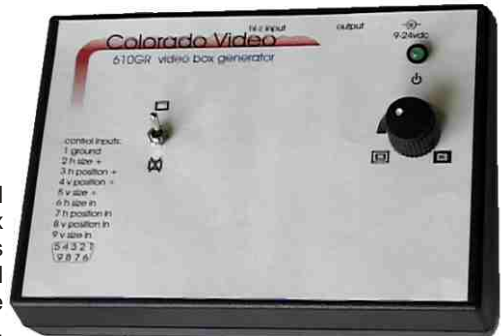 hi-z input
output
9-24vdc
Colorado Video
610GR video box generator
control inputs:
1 ground
2 h size +
3 h position +
4 v position +
5 v size +
6 h size in
7 h position in
8 v position in
9 v size in
5 4 3 2 1
9 8 7 6